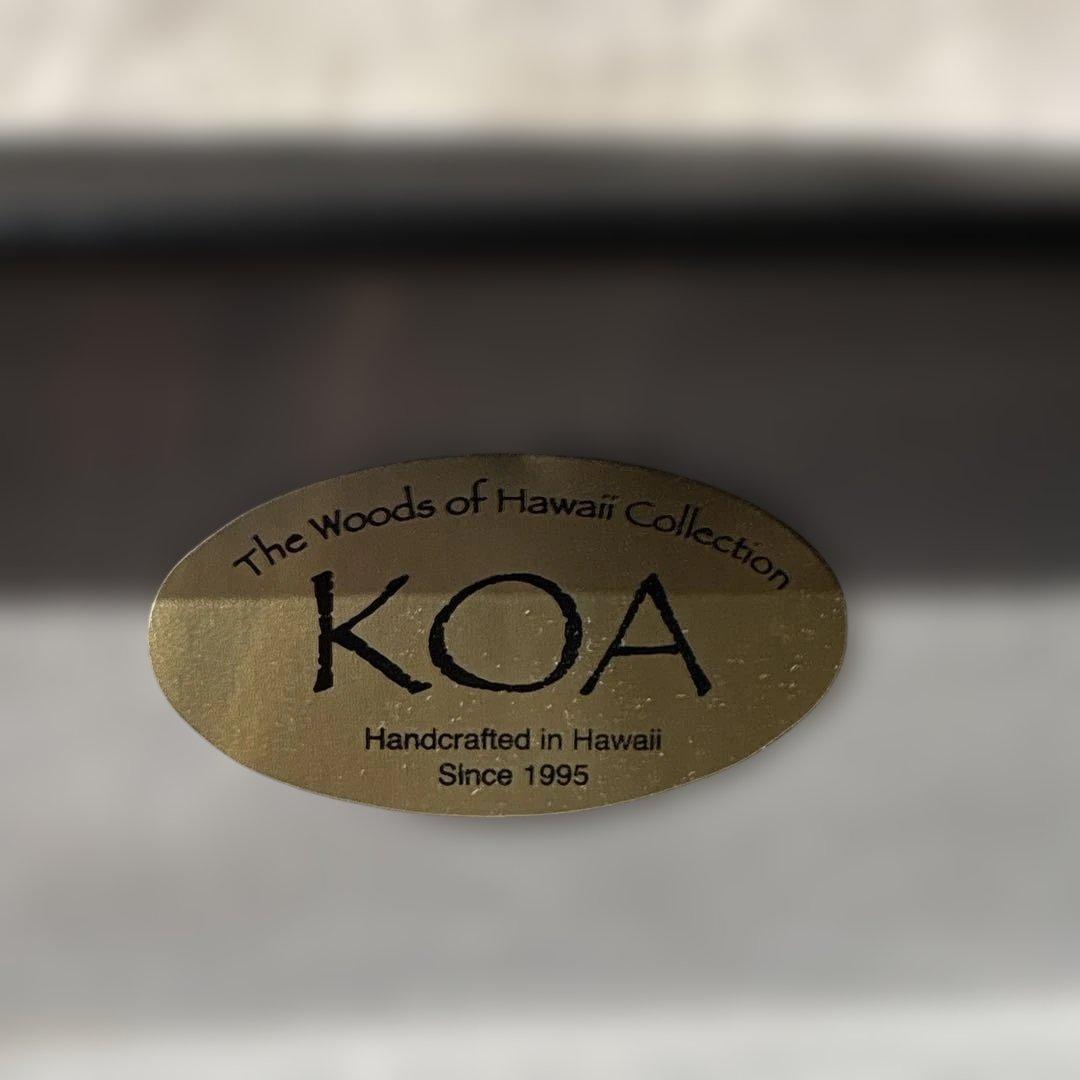 The Woods of Hawaii Collection
KOA
Handcrafted in Hawaii
Since 1995